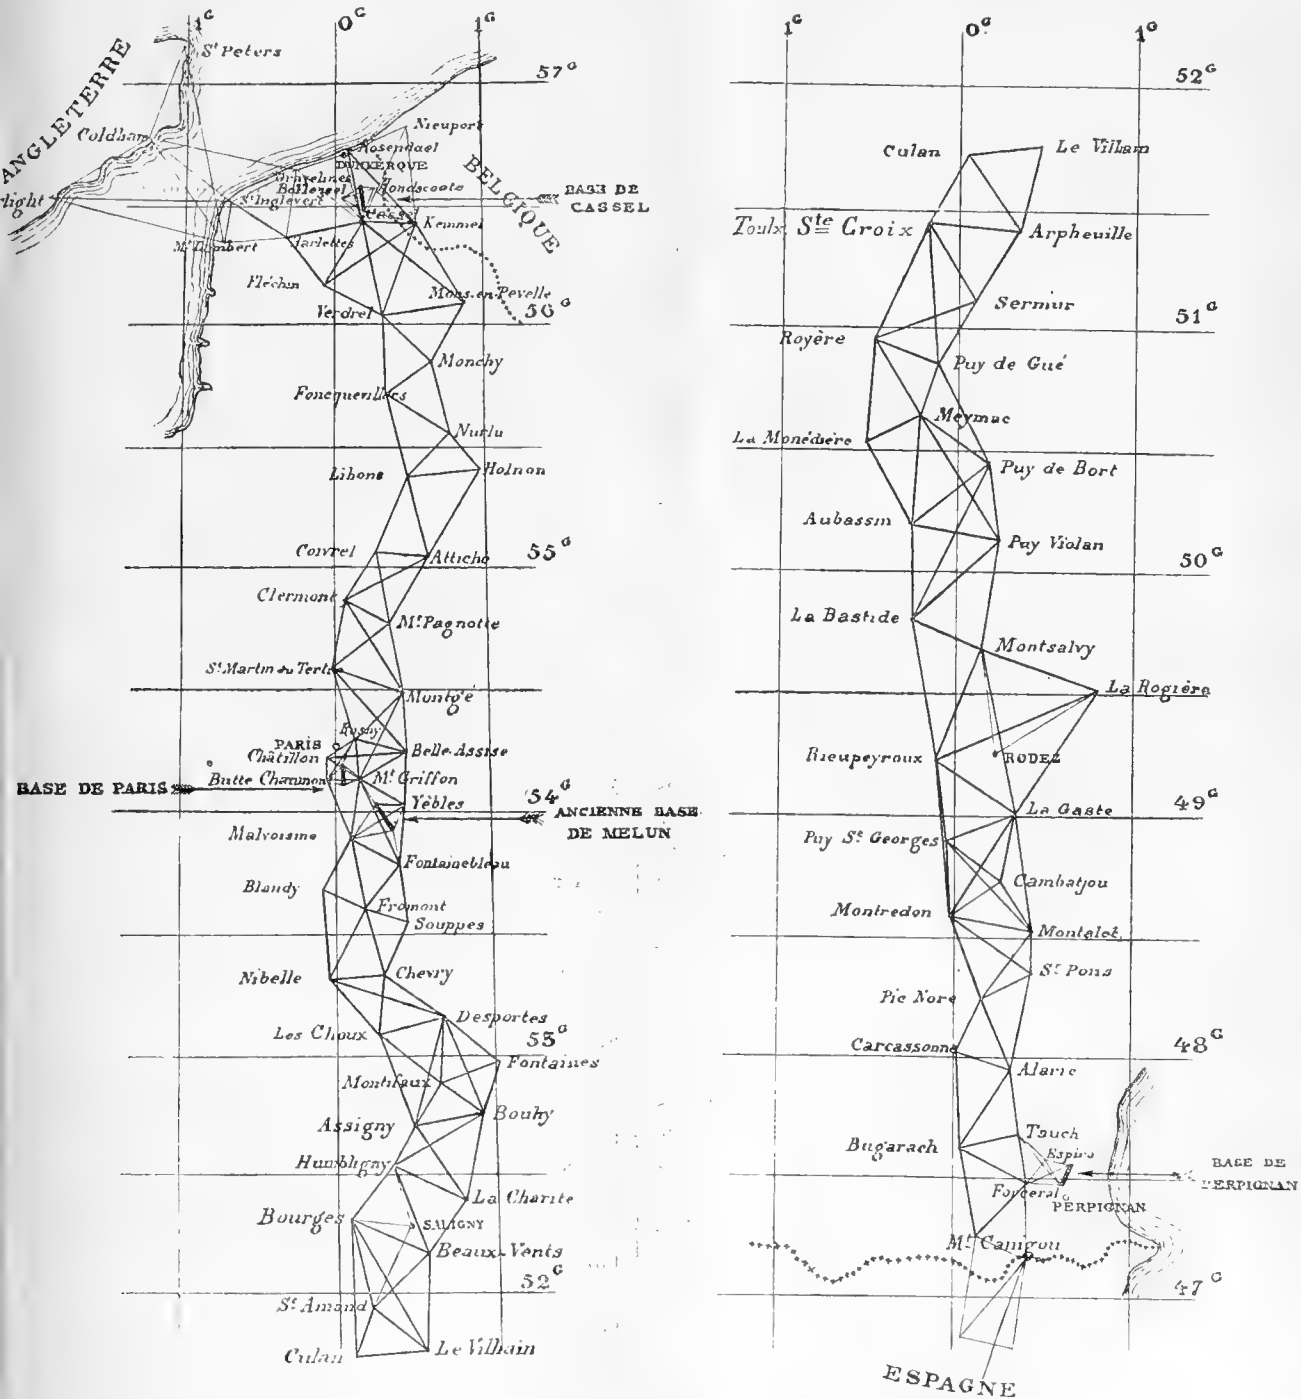 1ᴳ 0ᴳ 1ᴳ
ANGLETERRE
Sᵗ Peters
57ᴳ
Coldham
Nieuport
Rosendael
DUNKERQUE
BELGIQUE
Gravelines
Bollezeel
Hondscoote
BASE DE
CASSEL
Sᵗ Inglevert
Cassel
Kemmel
Mᵗ Lambert
Harlettes
Fléchin
Mons-en-Pevelle
Verdrel
56ᴳ
Monchy
Foncquevillers
Nurlu
Lihons
Holnon
Coivrel
Attiche
55ᴳ
Clermont
Mᵗ Pagnotte
Sᵗ Martin du Tertre
Montgé
Rosny
PARIS
Châtillon
Belle-Assise
Butte Chaumont
Mᵗ Griffon
BASE DE PARIS
54ᴳ
Yèbles
ANCIENNE BASE
DE MELUN
Malvoisine
Fontainebleau
Blandy
Fromont
Souppes
Nibelle
Chevry
Desportes
Les Choux
53ᴳ
Fontaines
Montifaux
Bouhy
Assigny
Humbligny
La Charité
Bourges
SALIGNY
Beaux-Vents
52ᴳ
Sᵗ Amand
Culan
Le Vilhain
1ᴳ 0ᴳ 1ᴳ
52ᴳ
Culan
Le Vilhain
Toulx Sᵗᵉ Croix
Arpheuille
Sermur
51ᴳ
Royère
Puy de Gué
Meymac
La Monédière
Puy de Bort
Aubassin
Puy Violan
50ᴳ
La Bastide
Montsalvy
La Rogière
Rieupeyroux
RODEZ
49ᴳ
La Gaste
Puy Sᵗ Georges
Cambatjou
Montredon
Montalet
Sᵗ Pons
Pic Nore
48ᴳ
Carcassonne
Alaric
Tauch
Bugarach
Espira
BASE DE
PERPIGNAN
Forceral
PERPIGNAN
Mᵗ Canigou
47ᴳ
ESPAGNE